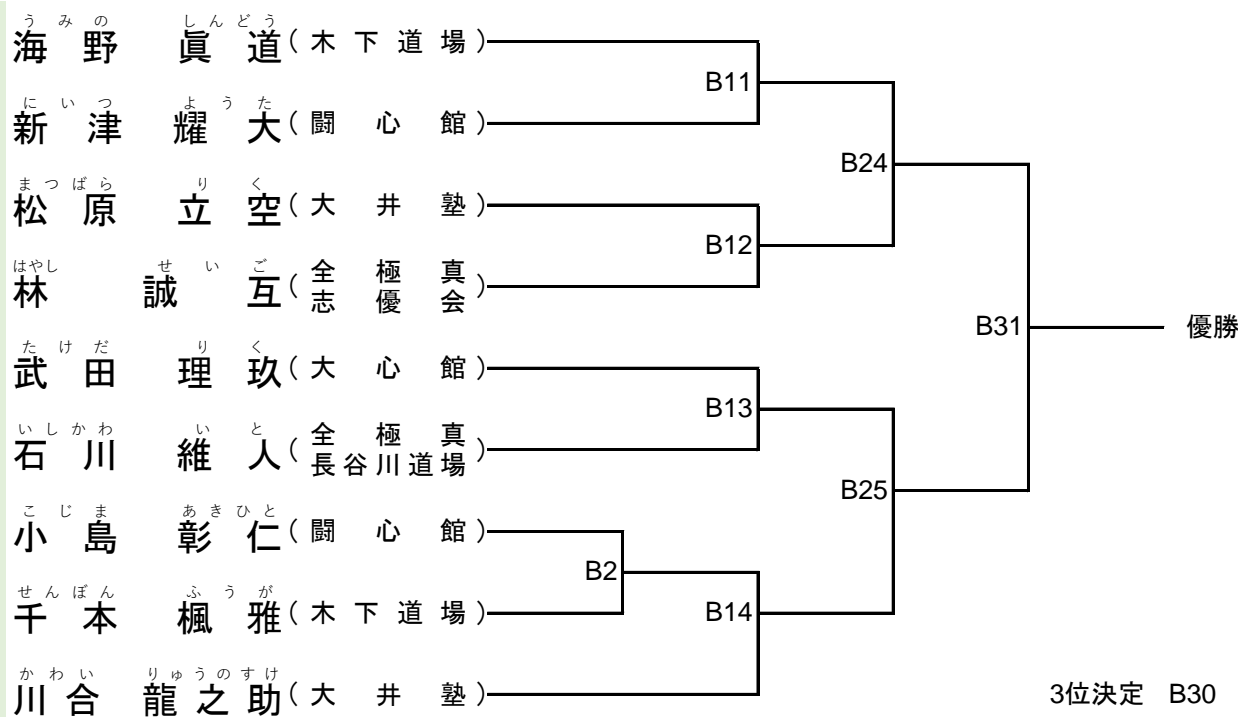 うみの しんどう
海野 眞道(木下道場)
B11
にいつ ようた
新津 耀大(闘心館)
B24
まつばら りく
松原 立空(大井塾)
B12
はやし せいご
林 誠互(全極真志優会)
B31 優勝
たけだ りく
武田 理玖(大心館)
B13
いしかわ いと
石川 維人(全極真長谷川道場)
B25
こじま あきひと
小島 彰仁(闘心館)
B2
せんぼん ふうが
千本 楓雅(木下道場)
B14
かわい りゅうのすけ
川合 龍之助(大井塾)
3位決定 B30